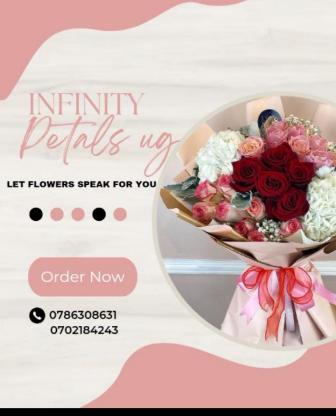 INFINITY
Petals ug
LET FLOWERS SPEAK FOR YOU
Order Now
0786308631
0702184243